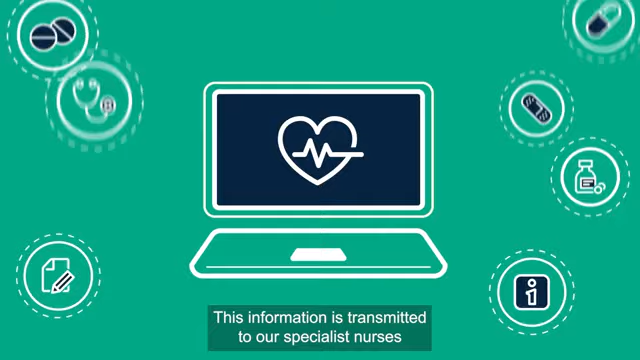 This information is transmitted
to our specialist nurses